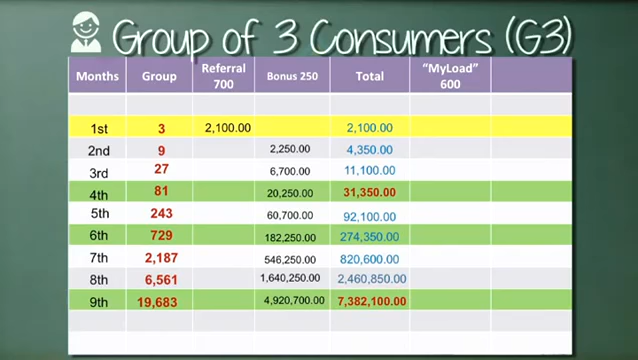 Group of 3 Consumers (G3)
Months Group Referral 700 Bonus 250 Total “MyLoad” 600
1st 3 2,100.00 2,100.00
2nd 9 2,250.00 4,350.00
3rd 27 6,700.00 11,100.00
4th 81 20,250.00 31,350.00
5th 243 60,700.00 92,100.00
6th 729 182,250.00 274,350.00
7th 2,187 546,250.00 820,600.00
8th 6,561 1,640,250.00 2,460,850.00
9th 19,683 4,920,700.00 7,382,100.00